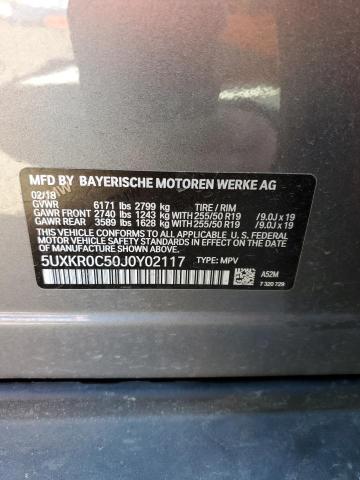 MFD BY BAYERISCHE MOTOREN WERKE AG
02/18
GVWR 6171 lbs 2799 kg TIRE / RIM
GAWR FRONT 2740 lbs 1243 kg WITH 255/50 R19 /9.0J x 19
GAWR REAR 3589 lbs 1628 KG WITH 255/50 R19 /9.0J x 19
THIS VEHICLE CONFORMS TO ALL APPLICABLE U.S. FEDERAL
MOTOR VEHICLE SAFETY STANDARDS IN EFFECT ON THE DATE
OF MANUFACTURE SHOWN ABOVE.
5UXKR0C50J0Y02117 TYPE: MPV
A52M
7 320 729